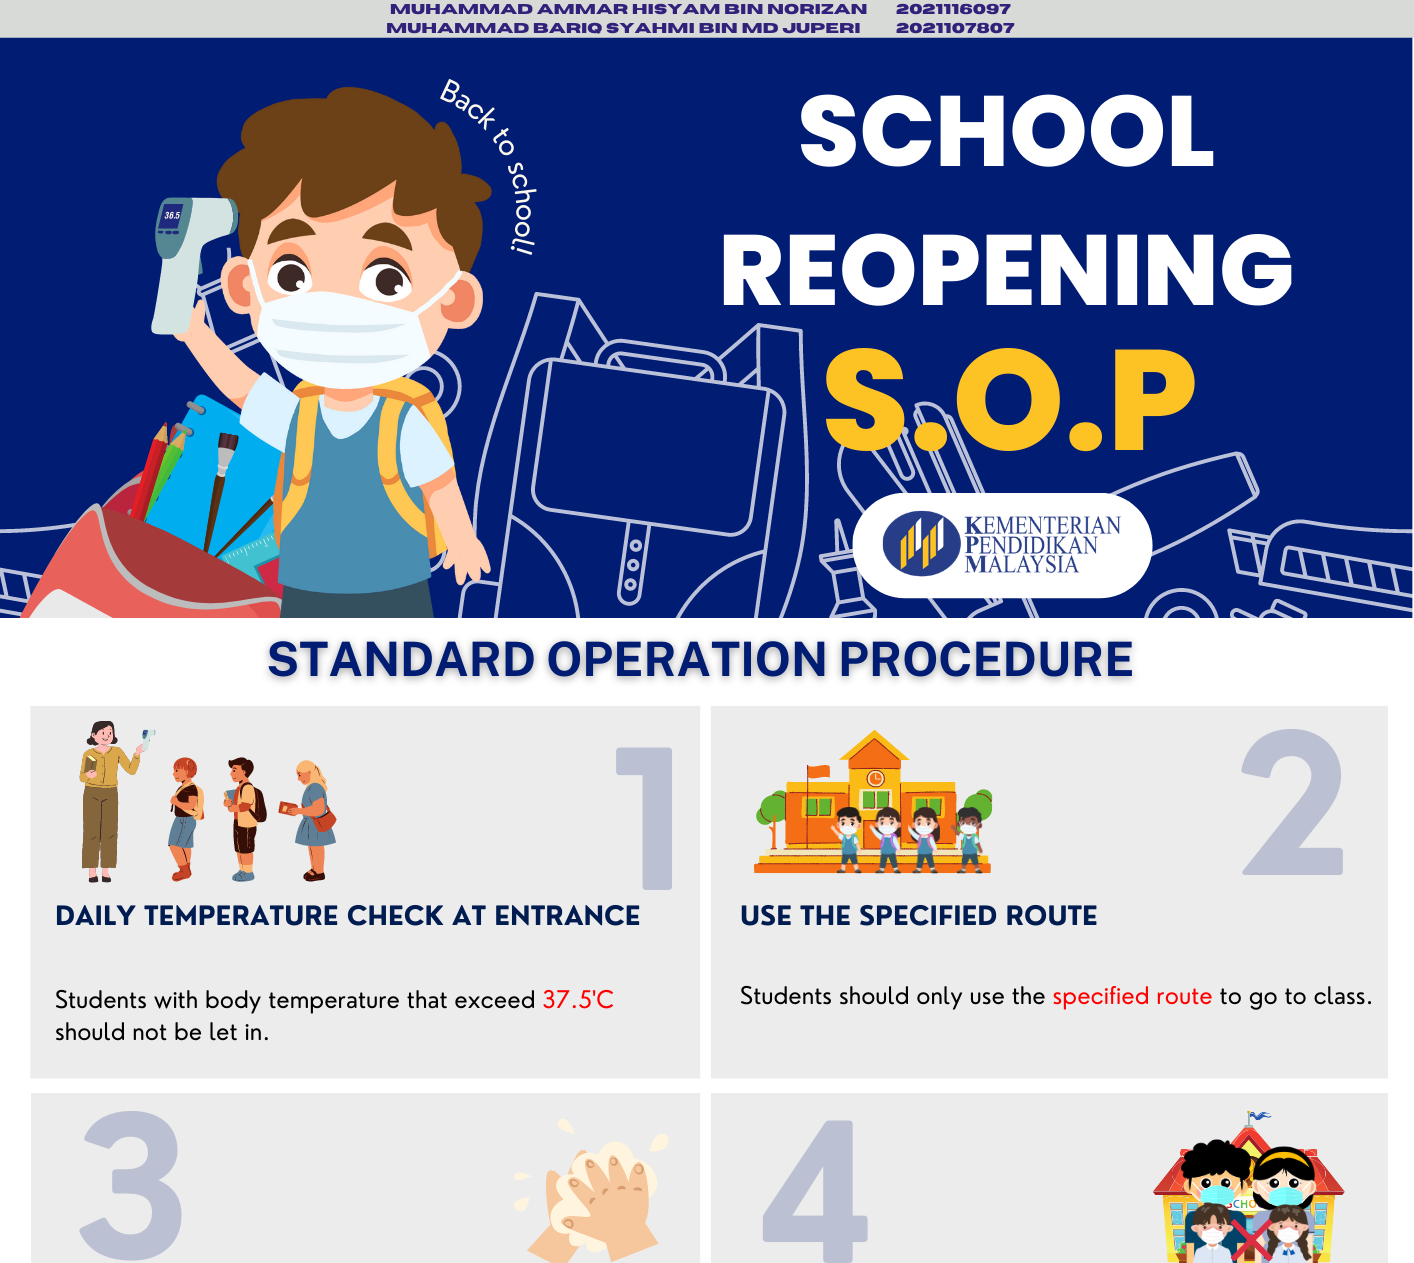 MUHAMMAD AMMAR HISYAM BIN NORIZAN 2021116097
MUHAMMAD BARIQ SYAHMI BIN MD JUPERI 2021107807
Back to school!
36.5
SCHOOL
REOPENING
S.O.P
KEMENTERIAN
PENDIDIKAN
MALAYSIA
STANDARD OPERATION PROCEDURE
1
DAILY TEMPERATURE CHECK AT ENTRANCE
Students with body temperature that exceed 37.5'C
should not be let in.
2
USE THE SPECIFIED ROUTE
Students should only use the specified route to go to class.
3
4